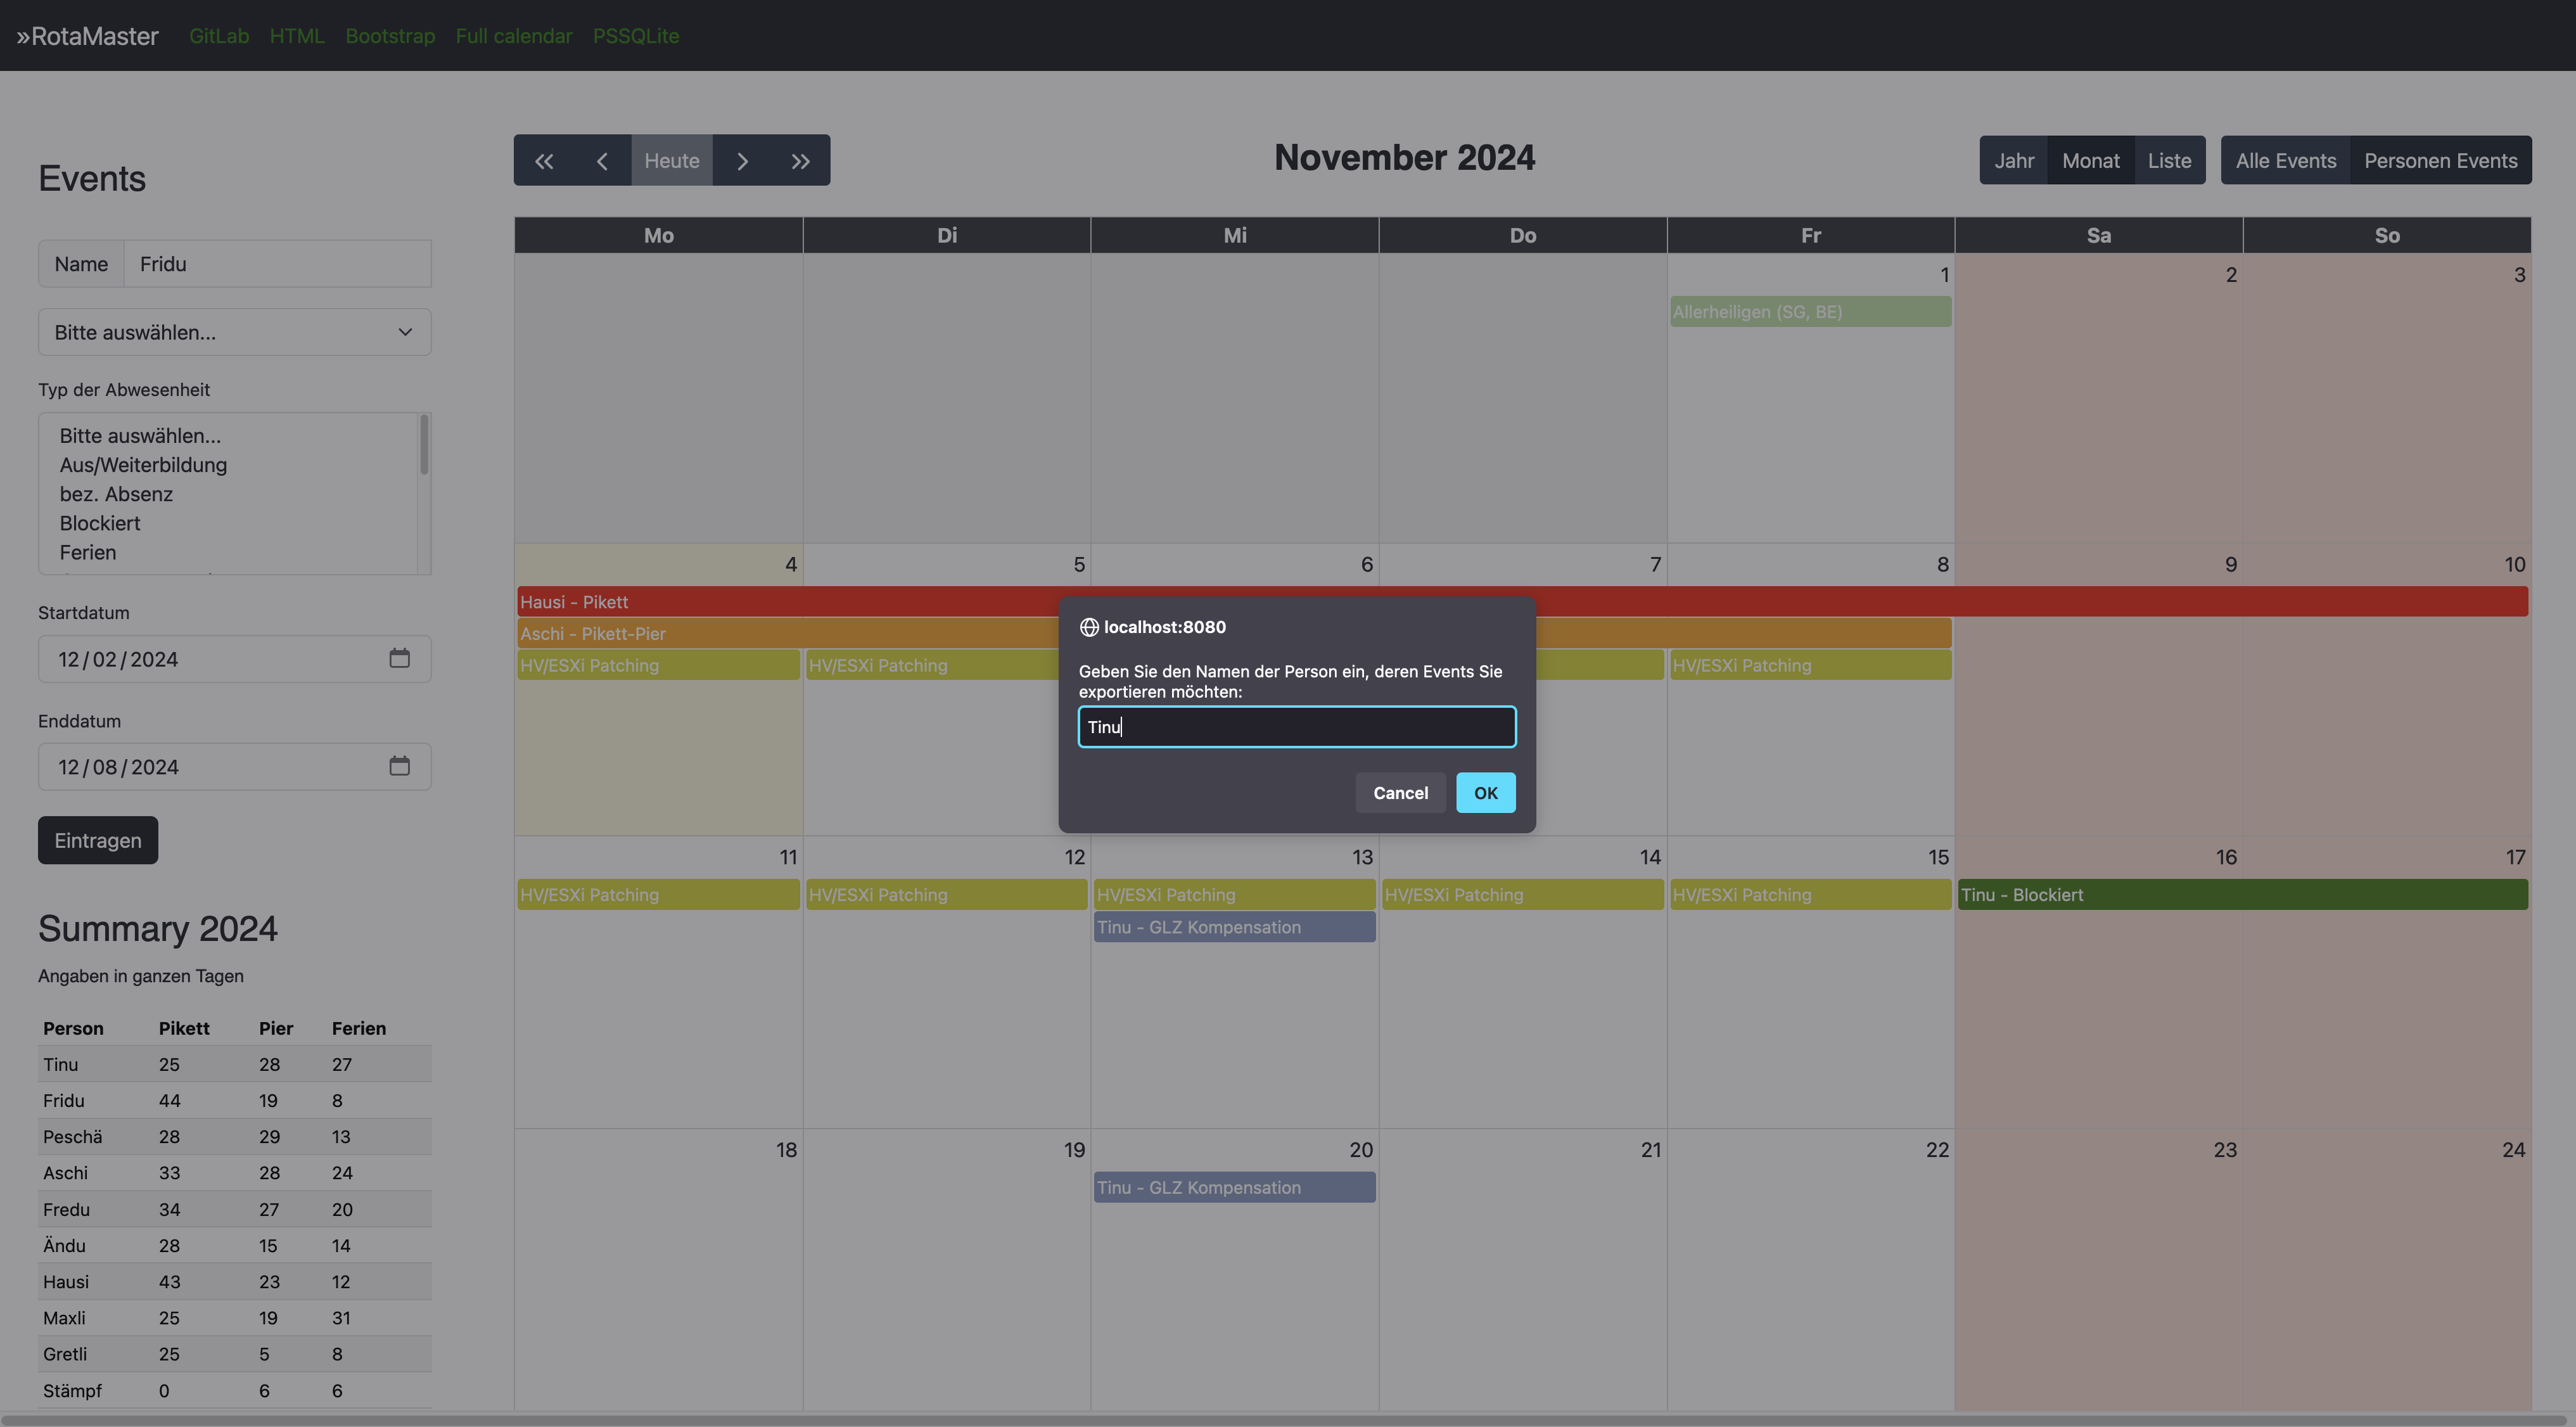 »RotaMaster GitLab HTML Bootstrap Full calendar PSSQLite
Events
Name Fridu
Bitte auswählen...
Typ der Abwesenheit
Bitte auswählen...
Aus/Weiterbildung
bez. Absenz
Blockiert
Ferien
Startdatum
12/02/2024
Enddatum
12/08/2024
Eintragen
Summary 2024
Angaben in ganzen Tagen
Person Pikett Pier Ferien
Tinu 25 28 27
Fridu 44 19 8
Peschä 28 29 13
Aschi 33 28 24
Fredu 34 27 20
Ändu 28 15 14
Hausi 43 23 12
Maxli 25 19 31
Gretli 25 5 8
Stämpf 0 6 6
Heute
November 2024
Jahr Monat Liste Alle Events Personen Events
Mo Di Mi Do Fr Sa So
1 2 3
Allerheiligen (SG, BE)
4 5 6 7 8 9 10
Hausi - Pikett
Aschi - Pikett-Pier
HV/ESXi Patching HV/ESXi Patching HV/ESXi Patching
localhost:8080
Geben Sie den Namen der Person ein, deren Events Sie
exportieren möchten:
Tinu
Cancel OK
11 12 13 14 15 16 17
HV/ESXi Patching HV/ESXi Patching HV/ESXi Patching HV/ESXi Patching HV/ESXi Patching Tinu - Blockiert
Tinu - GLZ Kompensation
18 19 20 21 22 23 24
Tinu - GLZ Kompensation